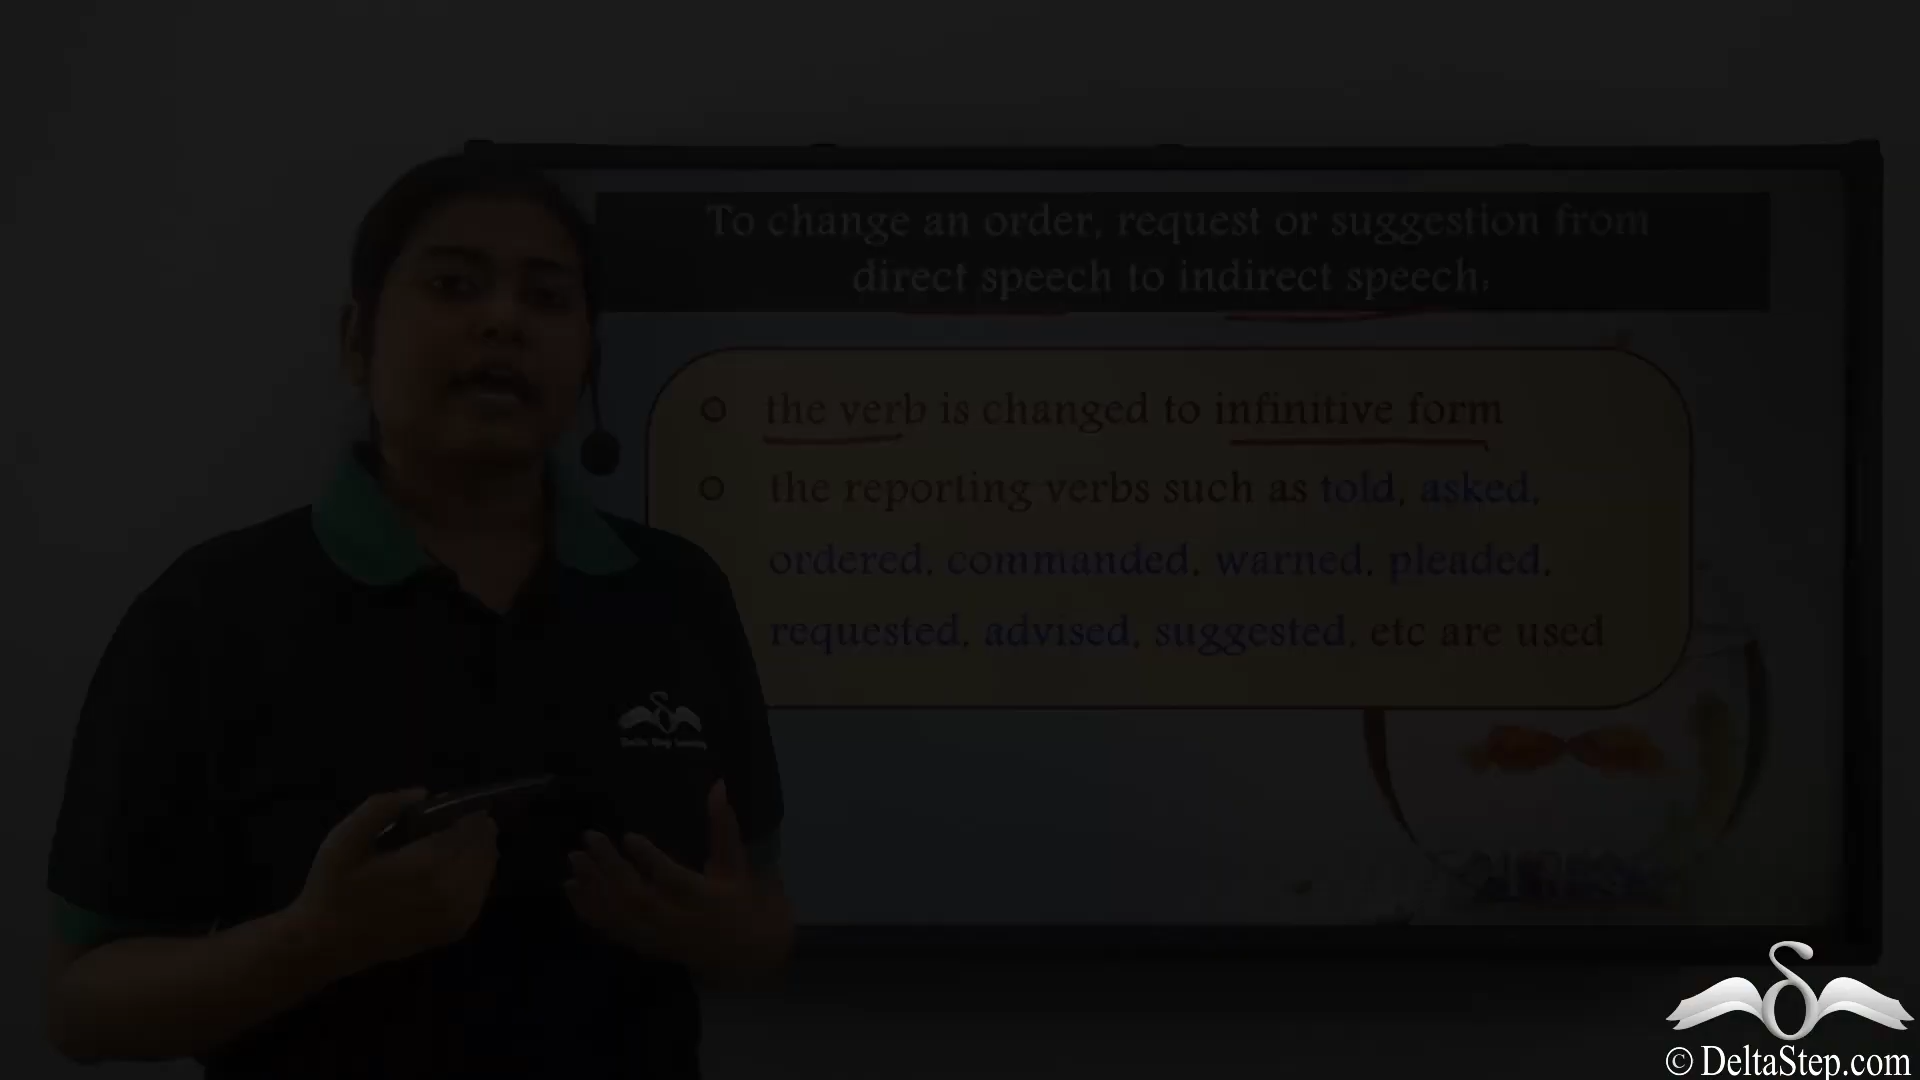 To change an order, request or suggestion from
direct speech to indirect speech:
the verb is changed to infinitive form
the reporting verbs such as told, asked,
ordered, commanded, warned, pleaded,
requested, advised, suggested, etc are used
© DeltaStep.com